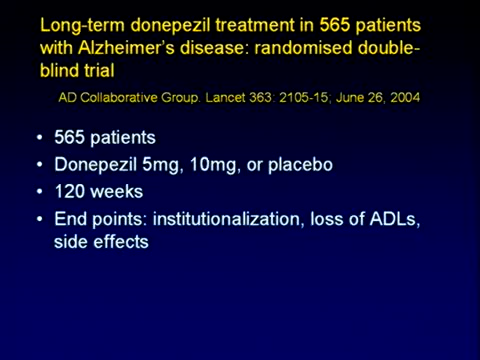 Long-term donepezil treatment in 565 patients
with Alzheimer's disease: randomised double-
blind trial
AD Collaborative Group. Lancet 363: 2105-15; June 26, 2004
• 565 patients
• Donepezil 5mg, 10mg, or placebo
• 120 weeks
• End points: institutionalization, loss of ADLs,
side effects